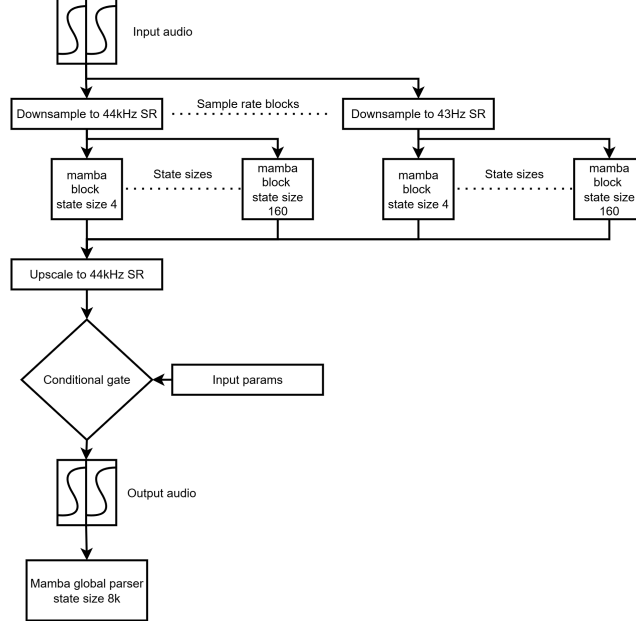 Input audio
Downsample to 44kHz SR
Sample rate blocks
Downsample to 43Hz SR
mamba
block
state size 4
State sizes
mamba
block
state size
160
mamba
block
state size 4
State sizes
mamba
block
state size
160
Upscale to 44kHz SR
Conditional gate
Input params
Output audio
Mamba global parser
state size 8k